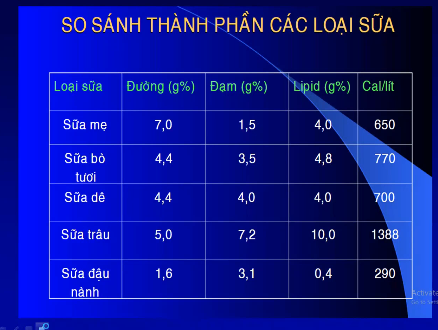 SO SÁNH THÀNH PHẦN CÁC LOẠI SỮA
Loại sữa Đường (g%) Đạm (g%) Lipid (g%) Cal/lít
Sữa mẹ 7,0 1,5 4,0 650
Sữa bò tươi 4,4 3,5 4,8 770
Sữa dê 4,4 4,0 4,0 700
Sữa trâu 5,0 7,2 10,0 1388
Sữa đậu nành 1,6 3,1 0,4 290
Activate